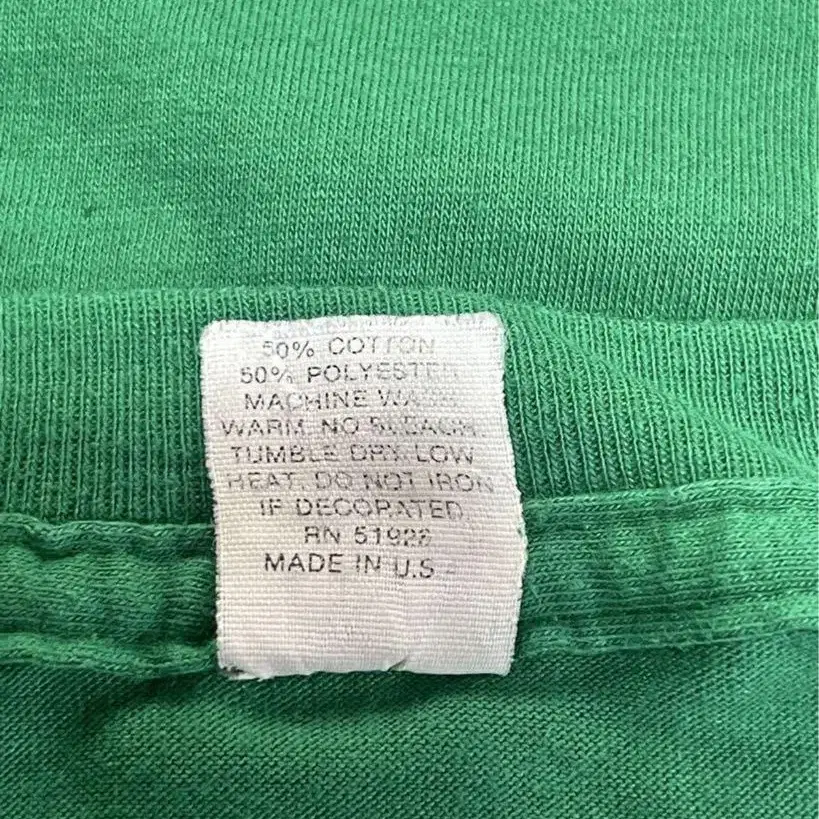 50% COTTON
50% POLYESTER
MACHINE WASH
WARM, NO BLEACH.
TUMBLE DRY LOW
HEAT. DO NOT IRON
IF DECORATED.
RN 51928
MADE IN U.S